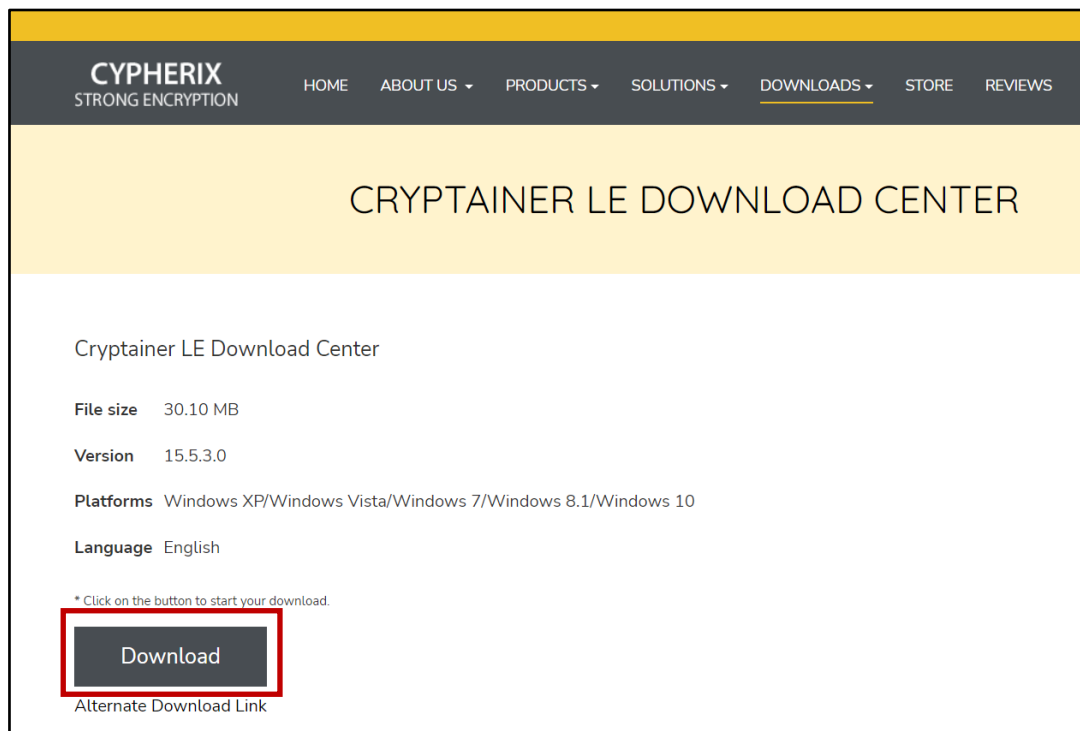 CYPHERIX
STRONG ENCRYPTION
HOME ABOUT US PRODUCTS SOLUTIONS DOWNLOADS STORE REVIEWS
CRYPTAINER LE DOWNLOAD CENTER
Cryptainer LE Download Center
File size 30.10 MB
Version 15.5.3.0
Platforms Windows XP/Windows Vista/Windows 7/Windows 8.1/Windows 10
Language English
* Click on the button to start your download.
Download
Alternate Download Link